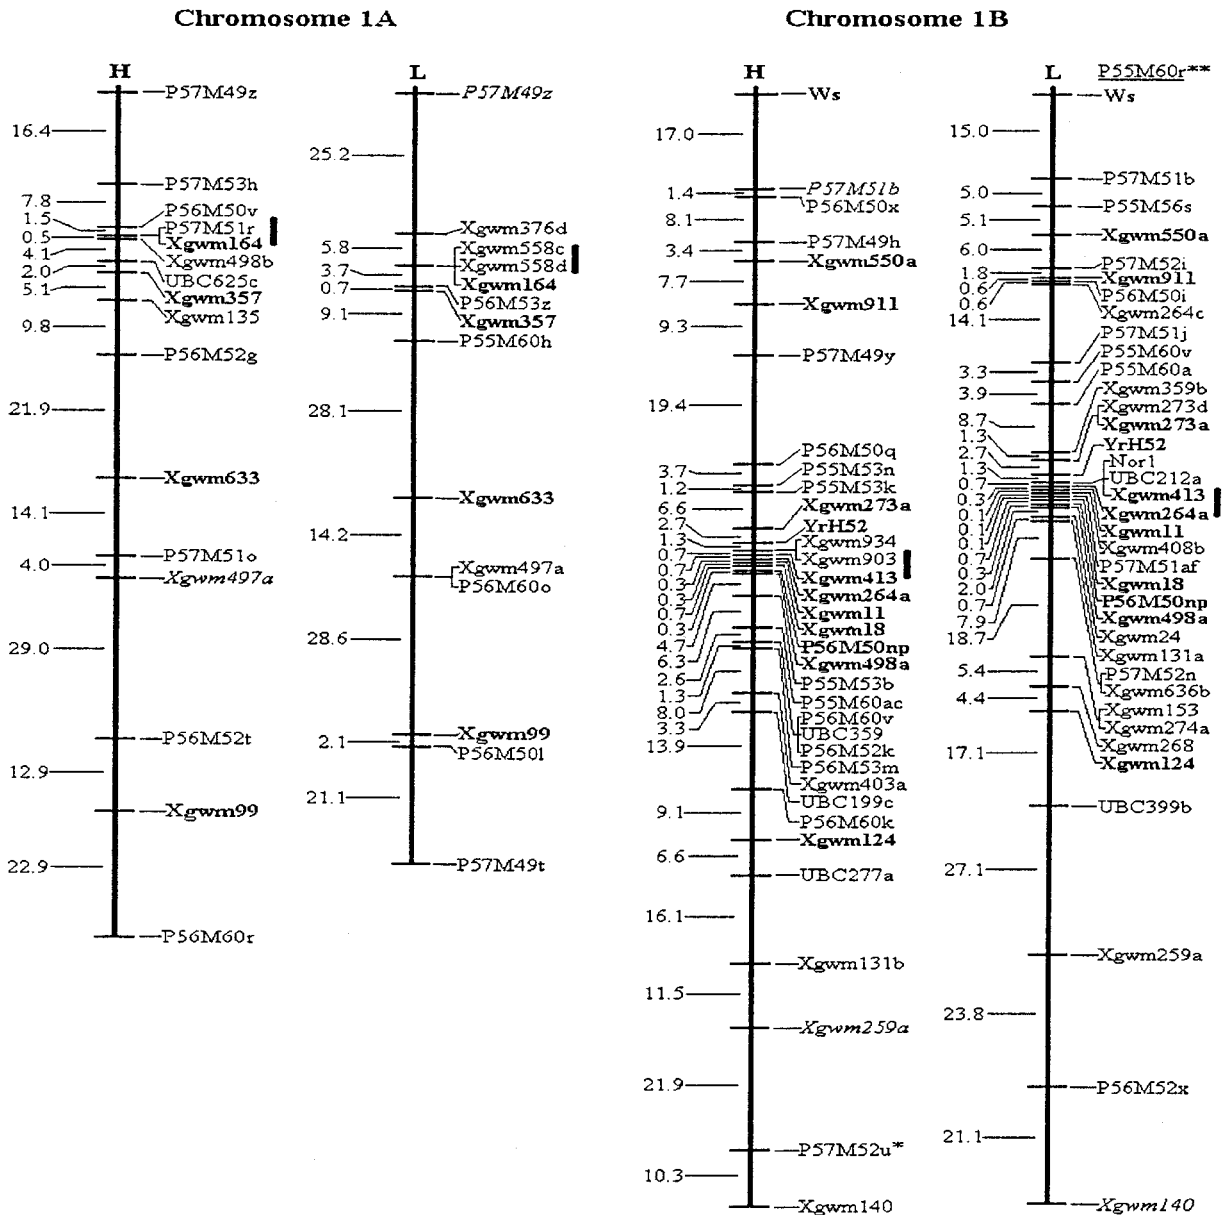 Chromosome 1A
H
P57M49z
16.4
P57M53h
7.8
P56M50v
1.5
P57M51r
0.5
Xgwm164
4.1
Xgwm498b
2.0
UBC625c
5.1
Xgwm357
Xgwm135
9.8
P56M52g
21.9
Xgwm633
14.1
P57M51o
4.0
Xgwm497a
29.0
P56M52t
12.9
Xgwm99
22.9
P56M60r
L
P57M49z
25.2
Xgwm376d
5.8
Xgwm558c
3.7
Xgwm558d
0.7
Xgwm164
9.1
P56M53z
Xgwm357
P55M60h
28.1
Xgwm633
14.2
Xgwm497a
P56M60o
28.6
Xgwm99
2.1
P56M50l
21.1
P57M49t
Chromosome 1B
H
Ws
17.0
P57M51b
1.4
P56M50x
8.1
P57M49h
3.4
Xgwm550a
7.7
Xgwm911
9.3
P57M49y
19.4
P56M50q
3.7
P55M53n
1.2
P55M53k
6.6
Xgwm273a
2.7
YrH52
1.3
Xgwm934
0.7
Xgwm903
0.7
Xgwm413
0.3
Xgwm264a
0.3
Xgwm11
0.7
Xgwm18
0.3
P56M50np
4.7
Xgwm498a
6.3
P55M53b
2.6
P55M60ac
1.3
P56M60v
8.0
UBC359
3.3
P56M52k
13.9
P56M53m
Xgwm403a
UBC199c
9.1
P56M60k
Xgwm124
6.6
UBC277a
16.1
Xgwm131b
11.5
Xgwm259a
21.9
P57M52u*
10.3
Xgwm140
L
P55M60r**
Ws
15.0
P57M51b
5.0
P55M56s
5.1
Xgwm550a
6.0
P57M52i
1.8
Xgwm911
0.6
P56M50i
0.6
Xgwm264c
14.1
P57M51j
P55M60v
3.3
P55M60a
3.9
Xgwm359b
Xgwm273d
8.7
Xgwm273a
1.3
YrH52
2.7
Nor1
1.3
UBC212a
0.7
Xgwm413
0.3
Xgwm264a
0.1
Xgwm11
0.1
Xgwm408b
0.1
P57M51af
0.7
Xgwm18
0.3
P56M50np
2.0
Xgwm498a
0.7
Xgwm24
7.9
Xgwm131a
18.7
P57M52n
Xgwm636b
5.4
Xgwm153
4.4
Xgwm274a
Xgwm268
17.1
Xgwm124
UBC399b
27.1
Xgwm259a
23.8
P56M52x
21.1
Xgwm140